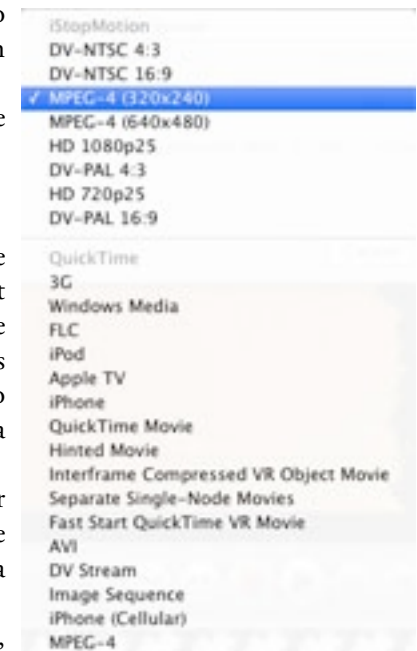 iStopMotion
DV-NTSC 4:3
DV-NTSC 16:9
✓ MPEG-4 (320x240)
MPEG-4 (640x480)
HD 1080p25
DV-PAL 4:3
HD 720p25
DV-PAL 16:9
QuickTime
3G
Windows Media
FLC
iPod
Apple TV
iPhone
QuickTime Movie
Hinted Movie
Interframe Compressed VR Object Movie
Separate Single-Node Movies
Fast Start QuickTime VR Movie
AVI
DV Stream
Image Sequence
iPhone (Cellular)
MPEG-4